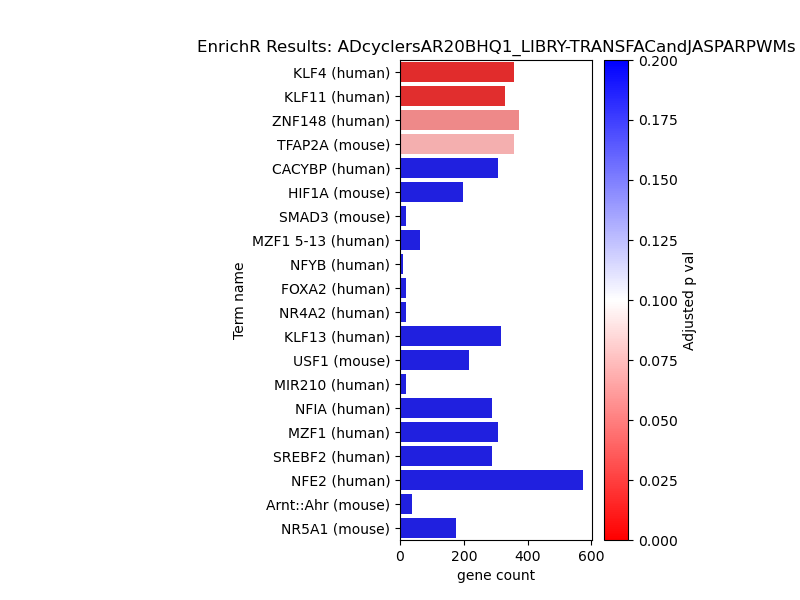 EnrichR Results: ADcyclersAR20BHQ1_LIBRY-TRANSFACandJASPARPWMs
Term name
KLF4 (human)
KLF11 (human)
ZNF148 (human)
TFAP2A (mouse)
CACYBP (human)
HIF1A (mouse)
SMAD3 (mouse)
MZF1 5-13 (human)
NFYB (human)
FOXA2 (human)
NR4A2 (human)
KLF13 (human)
USF1 (mouse)
MIR210 (human)
NFIA (human)
MZF1 (human)
SREBF2 (human)
NFE2 (human)
Arnt::Ahr (mouse)
NR5A1 (mouse)
0 200 400 600
gene count
0.200
0.175
0.150
0.125
0.100
0.075
0.050
0.025
0.000
Adjusted p val